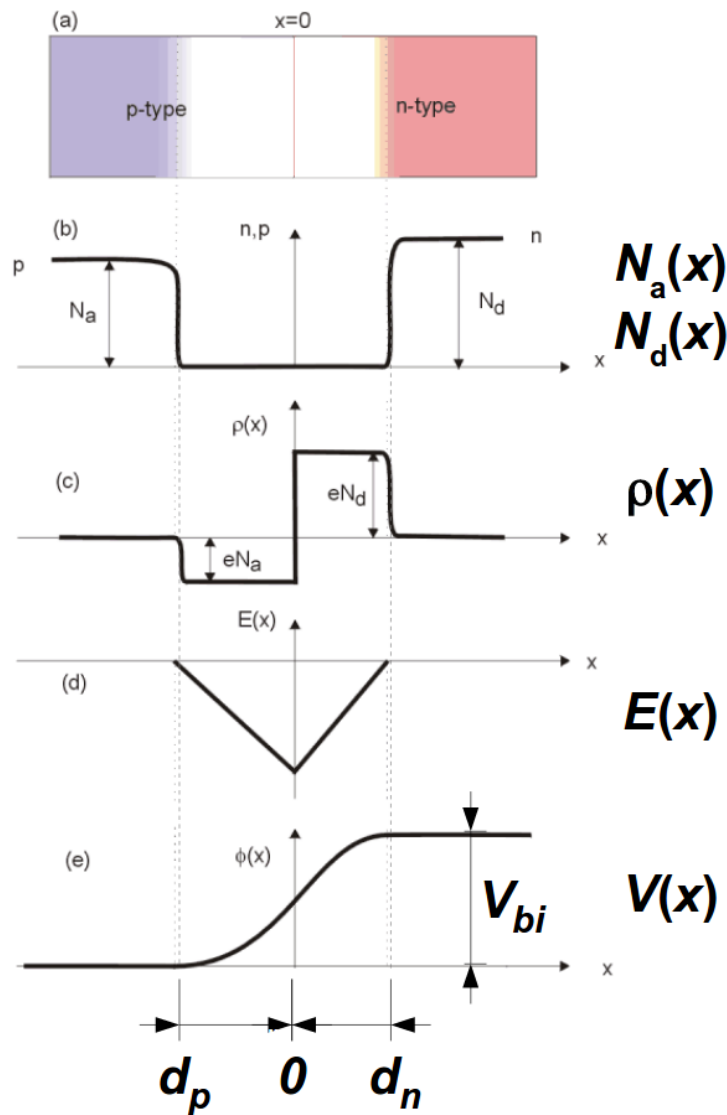 (a)
x=0
p-type
n-type
(b)
n,p
n
p
N_a
N_d
x
N_a(x)
N_d(x)
ρ(x)
(c)
eN_d
eN_a
x
ρ(x)
E(x)
x
(d)
E(x)
(e)
ϕ(x)
V_bi
V(x)
x
d_p
0
d_n